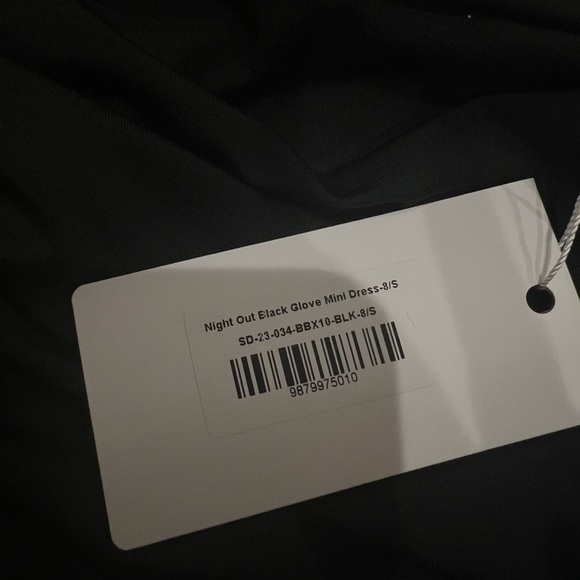 Night Out Black Glove Mini Dress-8/S
SD-23-034-BBX10-BLK-8/S
9879975010